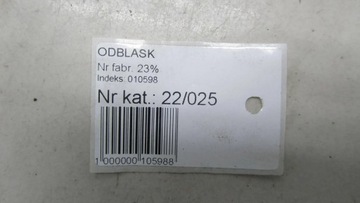 ODBLASK
Nr fabr. 23%
Indeks: 010598
Nr kat.: 22/025
1 000000 105988